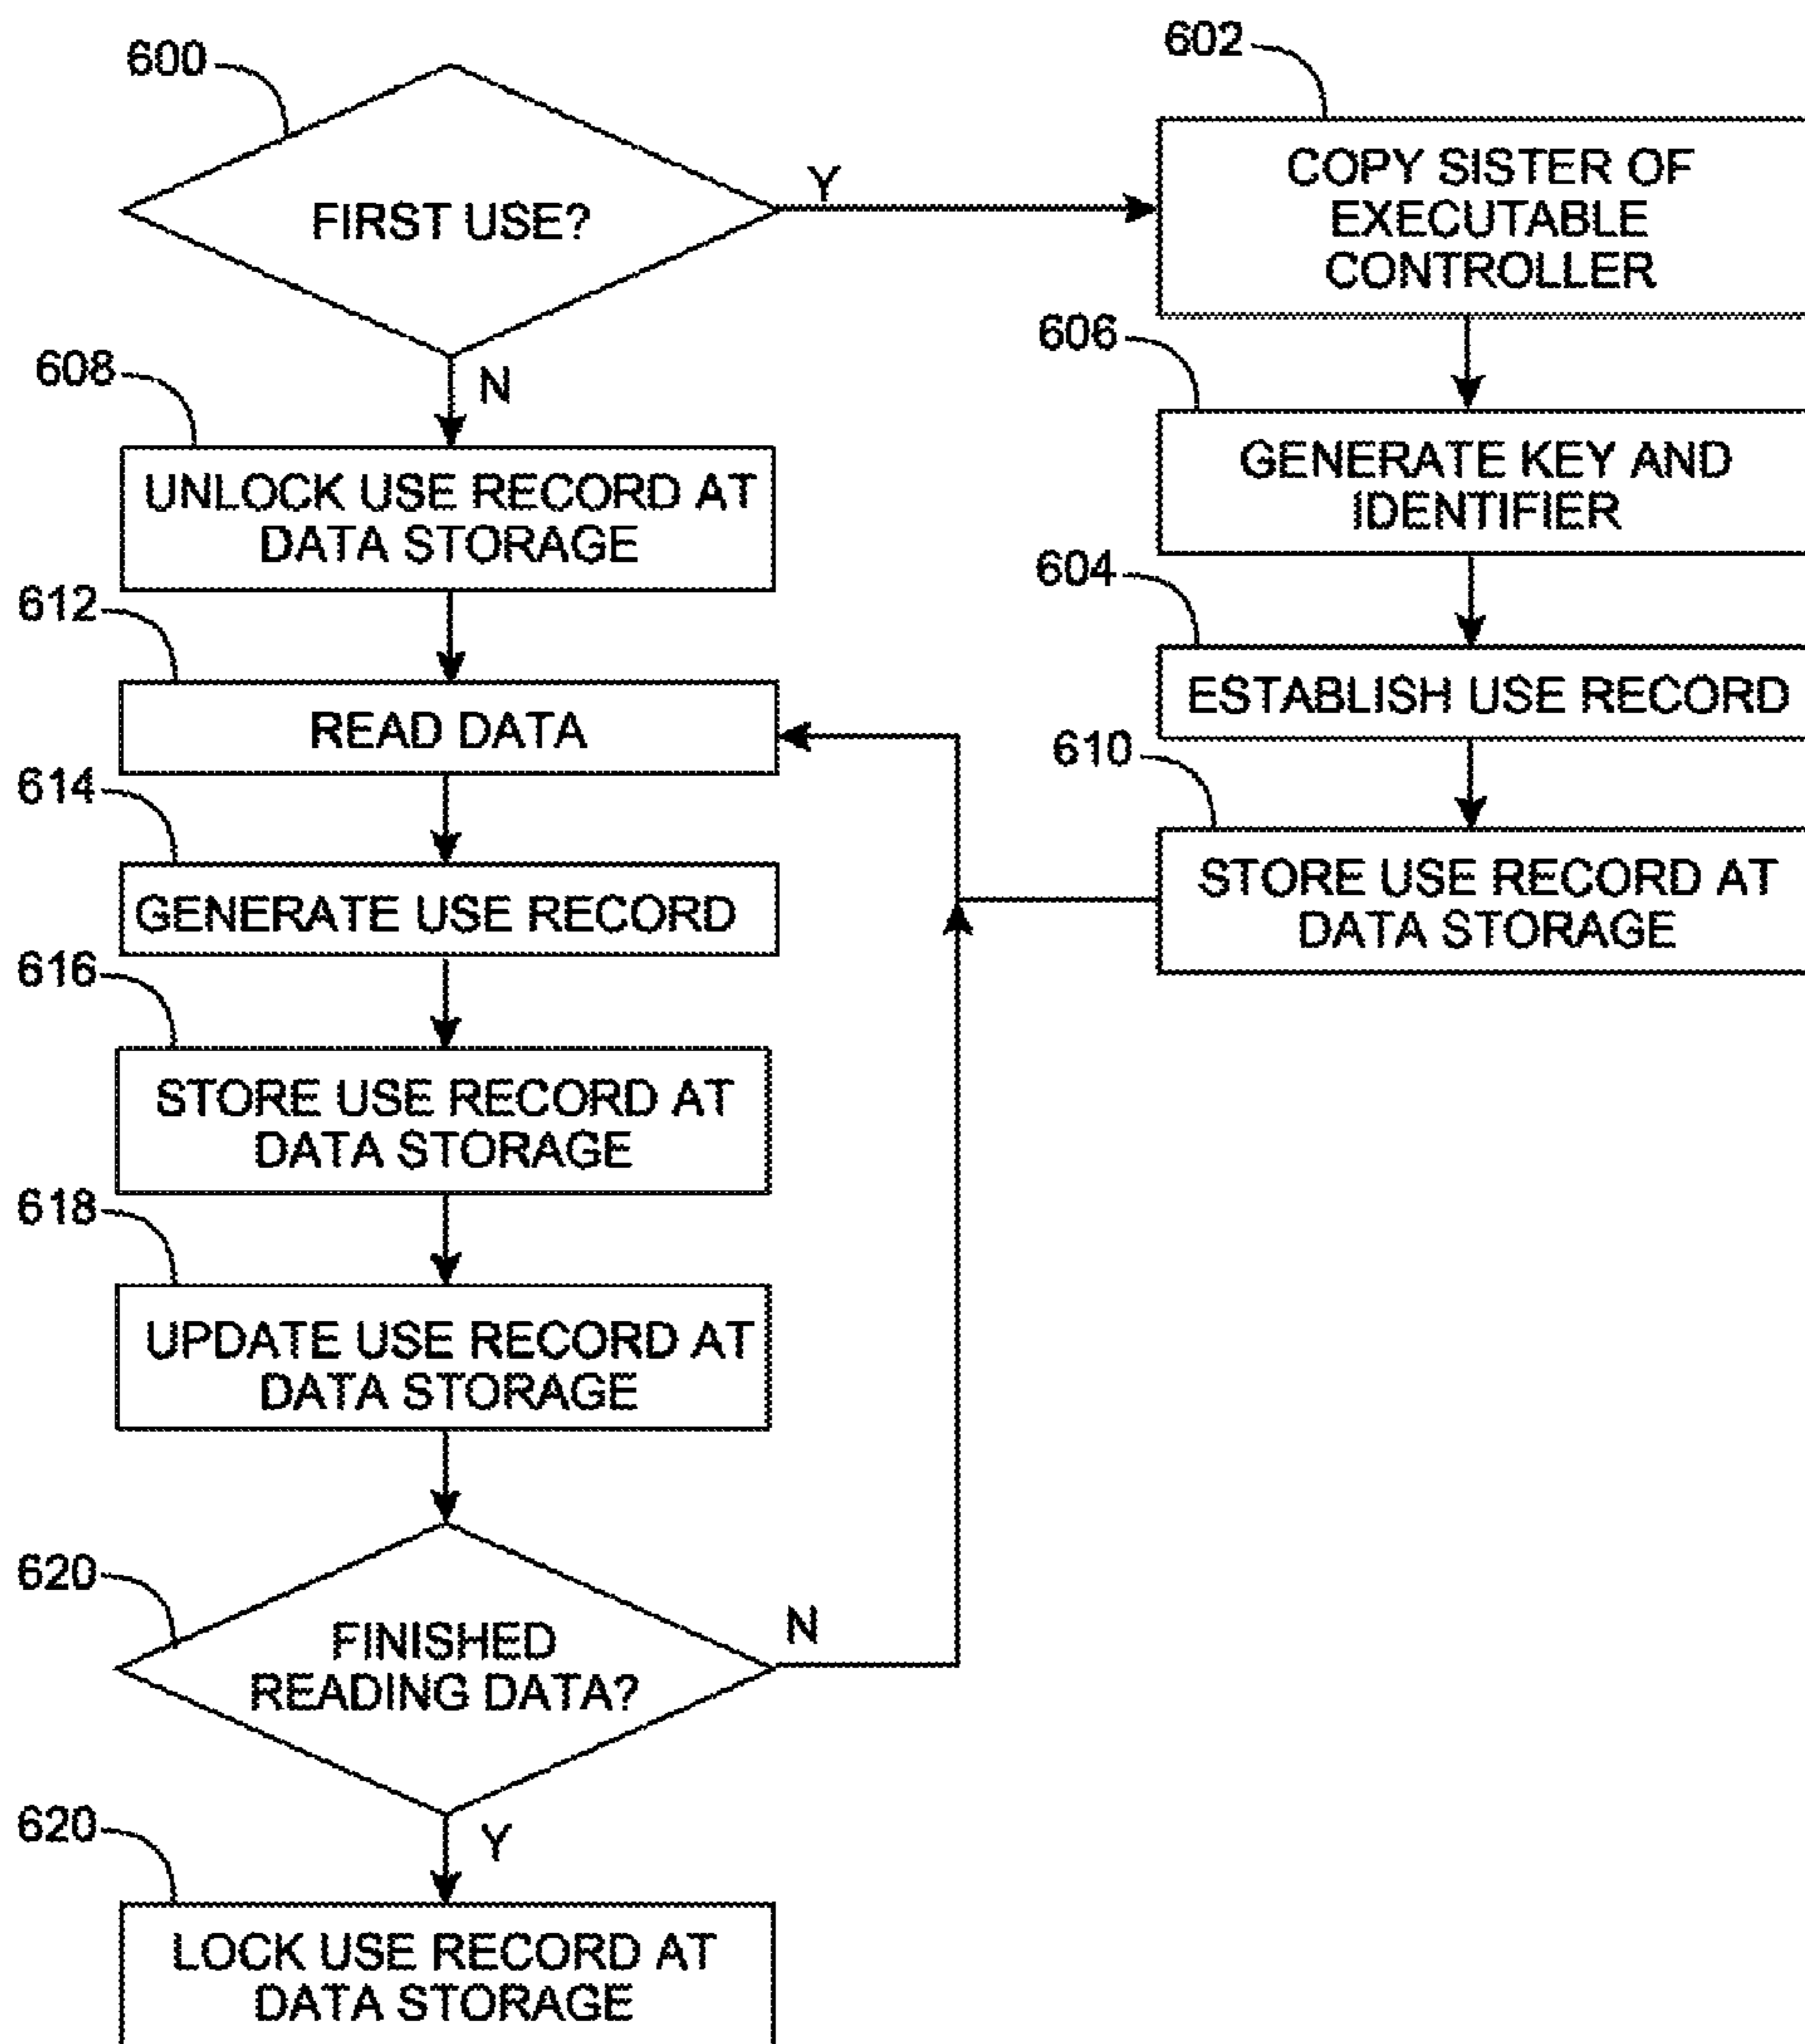 600
FIRST USE?
Y
N
602
COPY SISTER OF
EXECUTABLE
CONTROLLER
606
GENERATE KEY AND
IDENTIFIER
604
ESTABLISH USE RECORD
610
STORE USE RECORD AT
DATA STORAGE
608
UNLOCK USE RECORD AT
DATA STORAGE
612
READ DATA
614
GENERATE USE RECORD
616
STORE USE RECORD AT
DATA STORAGE
618
UPDATE USE RECORD AT
DATA STORAGE
620
FINISHED
READING DATA?
N
Y
620
LOCK USE RECORD AT
DATA STORAGE